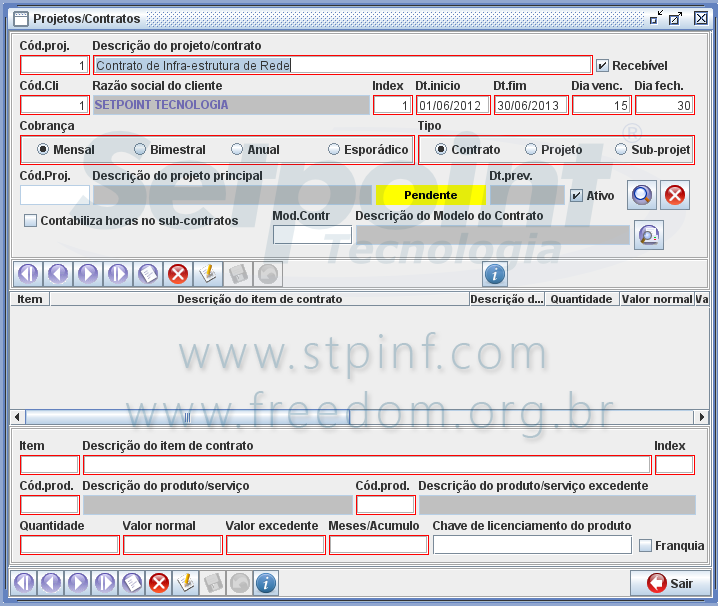 Projetos/Contratos
Cód.proj. Descrição do projeto/contrato
1 Contrato de Infra-estrutura de Rede Recebível
Cód.Cli Razão social do cliente Index Dt.inicio Dt.fim Dia venc. Dia fech.
1 SETPOINT TECNOLOGIA 1 01/06/2012 30/06/2013 15 30
Cobrança Tipo
Mensal Bimestral Anual Esporádico Contrato Projeto Sub-projet
Cód.Proj. Descrição do projeto principal Dt.prev.
Pendente Ativo
Contabiliza horas no sub-contratos Mod.Contr Descrição do Modelo do Contrato
Setpoint ®
Tecnologia
Item Descrição do item de contrato Descrição d... Quantidade Valor normal Va
www.stpinf.com
www.freedom.org.br
Item Descrição do item de contrato Index
Cód.prod. Descrição do produto/serviço Cód.prod. Descrição do produto/serviço excedente
Quantidade Valor normal Valor excedente Meses/Acumulo Chave de licenciamento do produto
Franquia
Sair